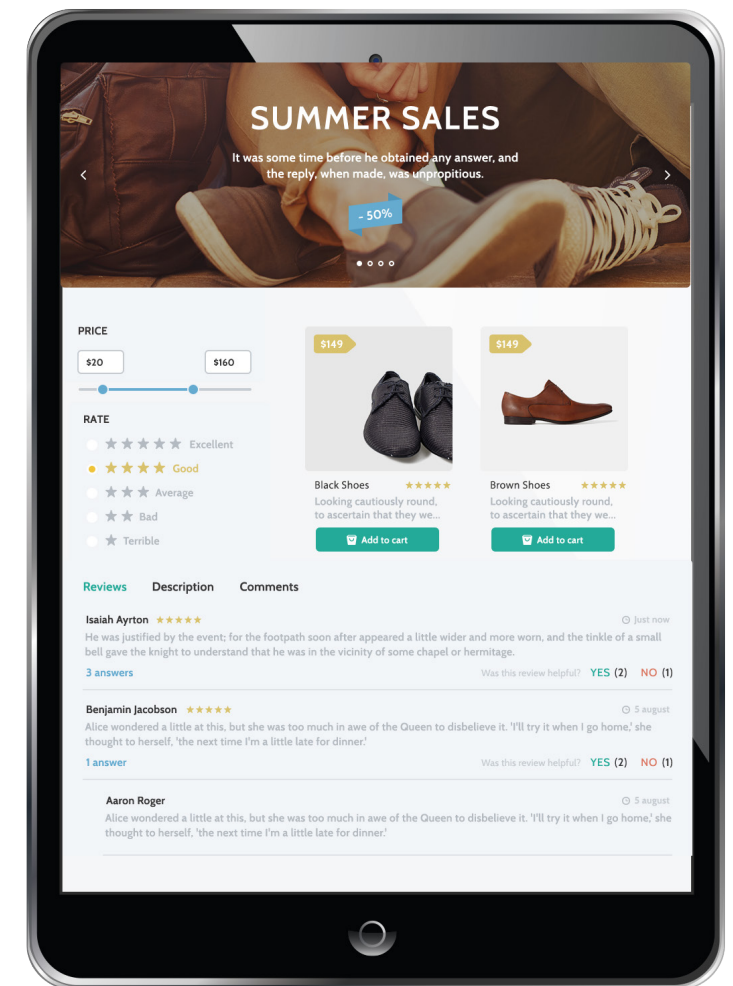 SUMMER SALES
It was some time before he obtained any answer, and
the reply, when made, was unpropitious.
- 50%
PRICE
$20
$160
RATE
Excellent
Good
Average
Bad
Terrible
$149
Black Shoes
Looking cautiously round,
to ascertain that they we...
Add to cart
$149
Brown Shoes
Looking cautiously round,
to ascertain that they we...
Add to cart
Reviews Description Comments
Isaiah Ayrton Just now
He was justified by the event; for the footpath soon after appeared a little wider and more worn, and the tinkle of a small
bell gave the knight to understand that he was in the vicinity of some chapel or hermitage.
3 answers Was this review helpful? YES (2) NO (1)
Benjamin Jacobson 5 august
Alice wondered a little at this, but she was too much in awe of the Queen to disbelieve it. 'I'll try it when I go home,' she
thought to herself, 'the next time I'm a little late for dinner.'
1 answer Was this review helpful? YES (2) NO (1)
Aaron Roger 5 august
Alice wondered a little at this, but she was too much in awe of the Queen to disbelieve it. 'I'll try it when I go home,' she
thought to herself, 'the next time I'm a little late for dinner.'